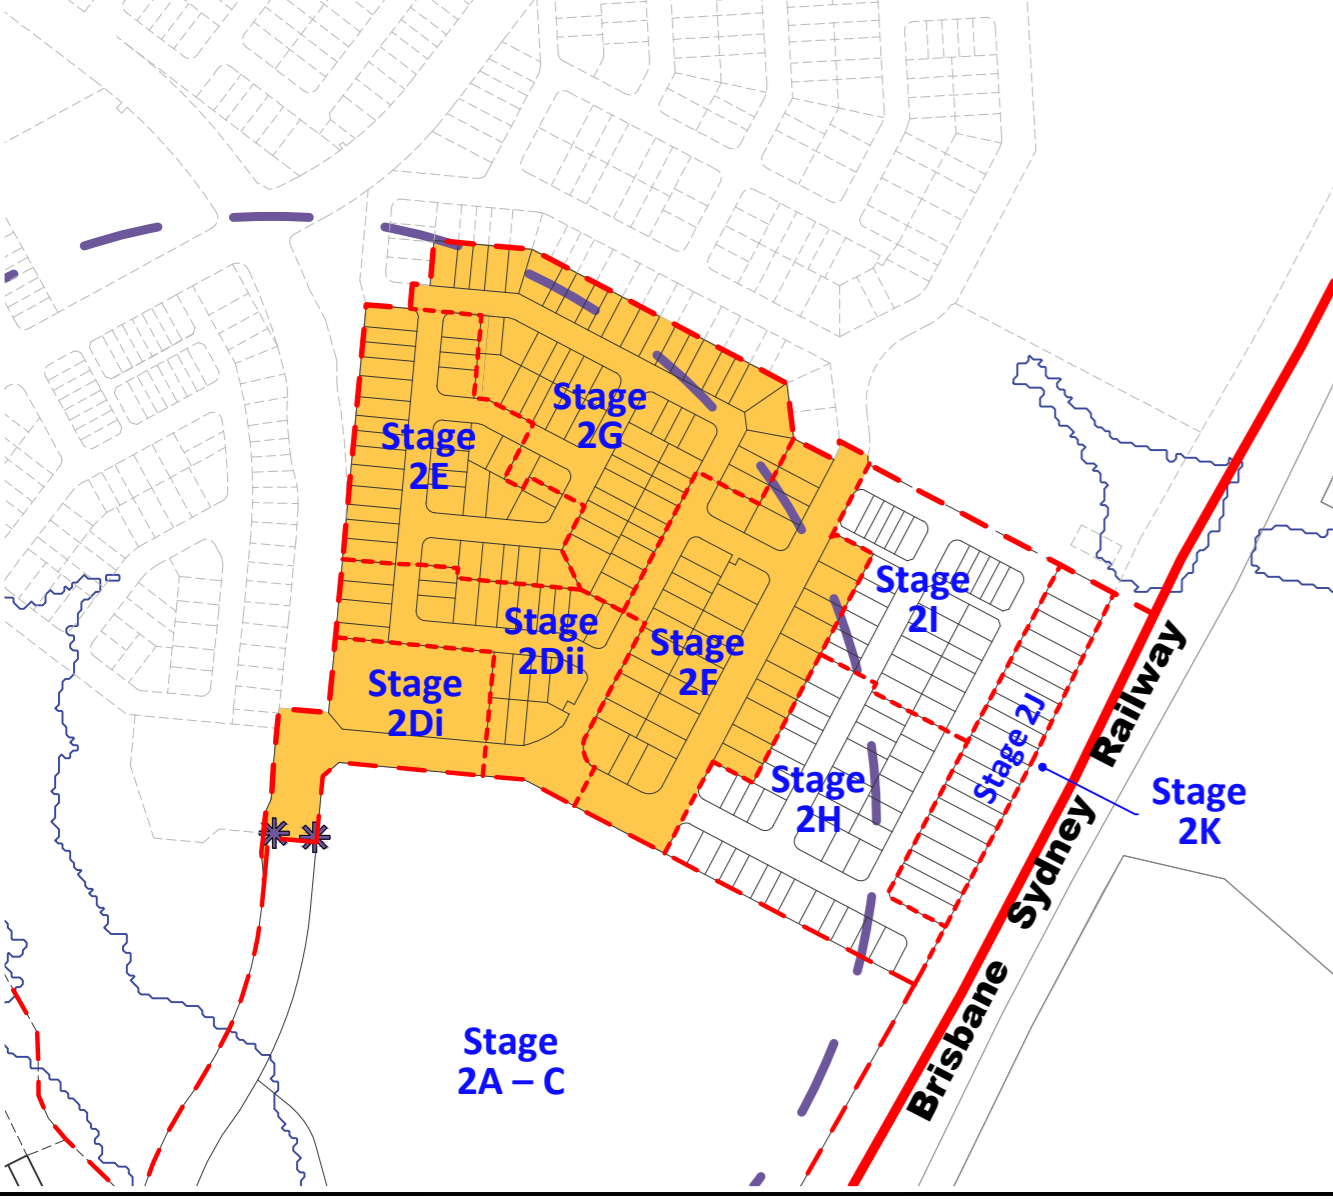 Stage
2G
Stage
2E
Stage
2I
Stage
2Dii
Stage
2F
Stage
2Di
Stage 2J
Stage
2H
Stage
2K
Brisbane Sydney Railway
Stage
2A – C